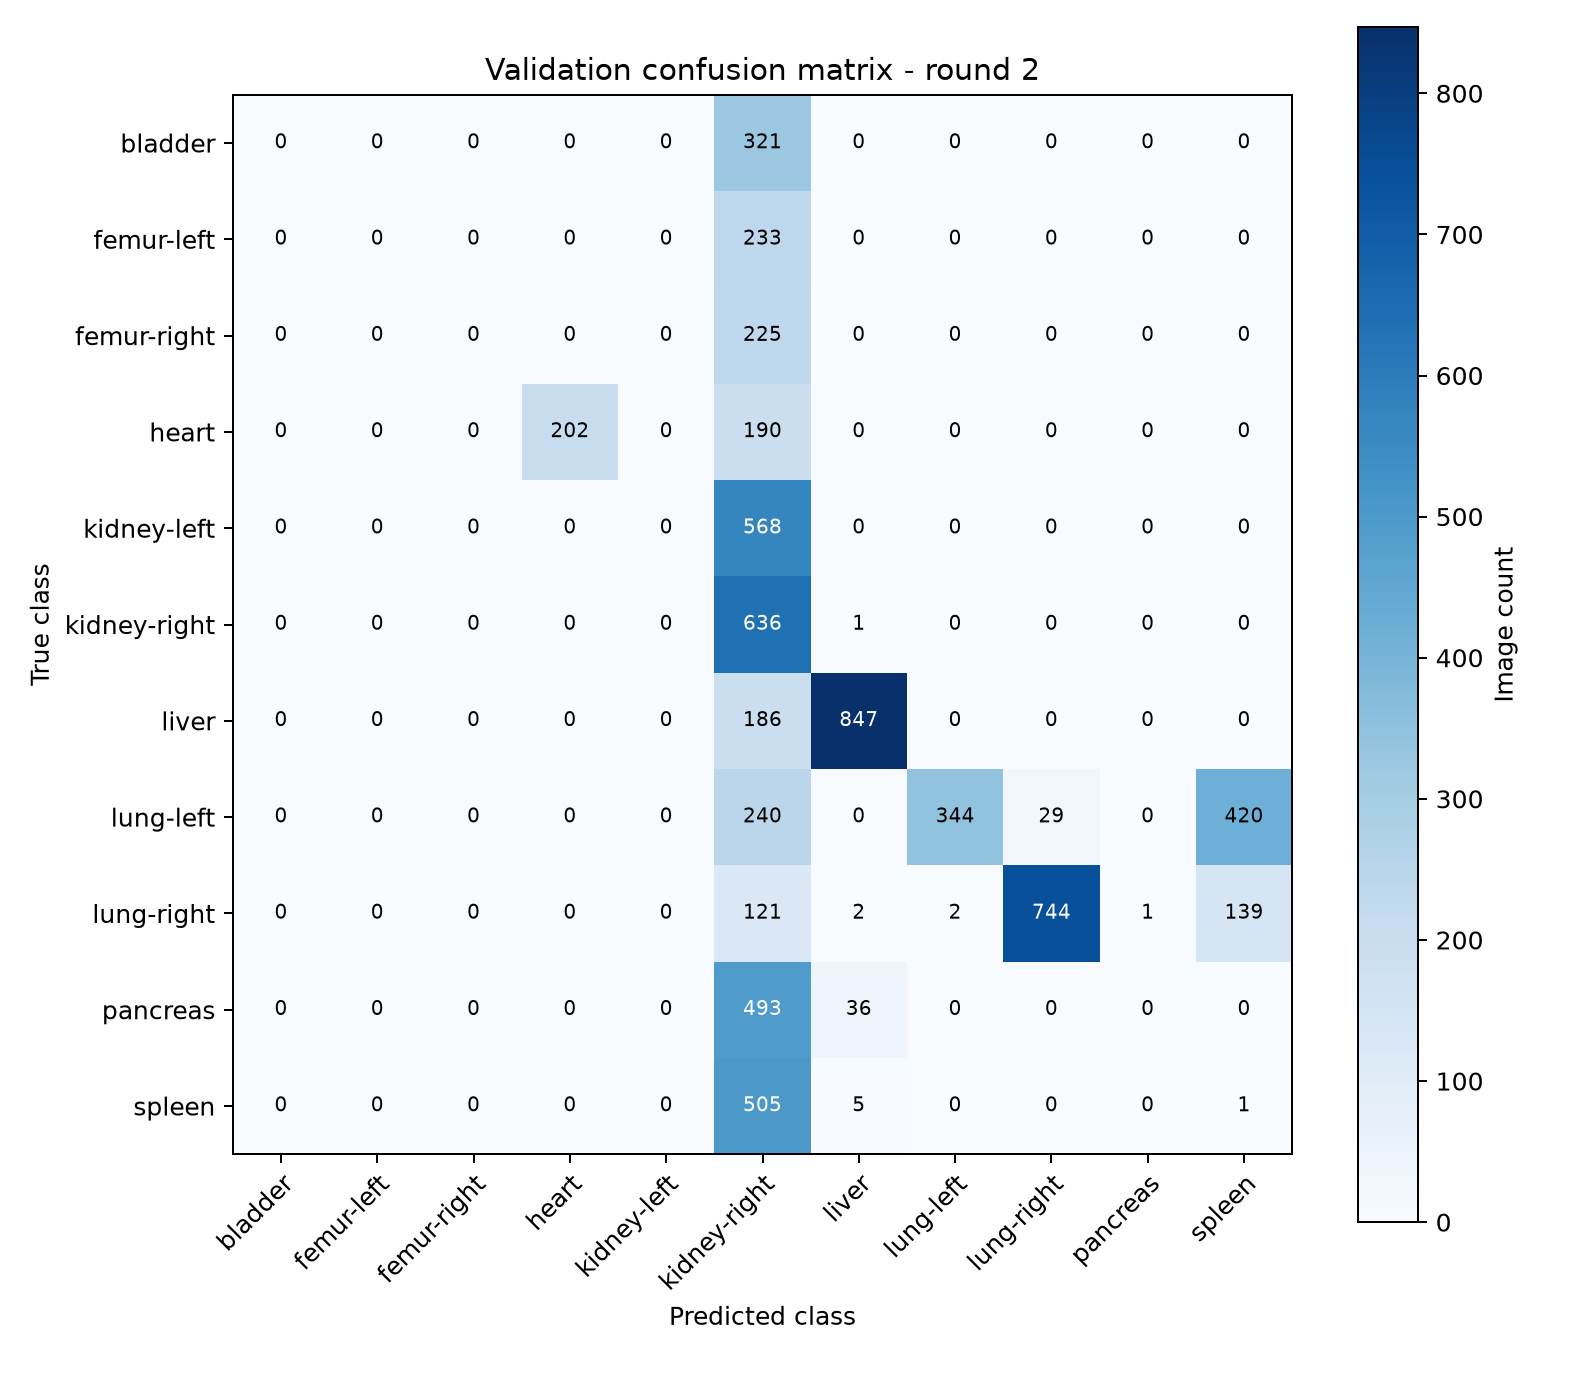 Validation confusion matrix - round 2
bladder 0 0 0 0 0 321 0 0 0 0 0
femur-left 0 0 0 0 0 233 0 0 0 0 0
femur-right 0 0 0 0 0 225 0 0 0 0 0
heart 0 0 0 202 0 190 0 0 0 0 0
kidney-left 0 0 0 0 0 568 0 0 0 0 0
kidney-right 0 0 0 0 0 636 1 0 0 0 0
liver 0 0 0 0 0 186 847 0 0 0 0
lung-left 0 0 0 0 0 240 0 344 29 0 420
lung-right 0 0 0 0 0 121 2 2 744 1 139
pancreas 0 0 0 0 0 493 36 0 0 0 0
spleen 0 0 0 0 0 505 5 0 0 0 1
bladder femur-left femur-right heart kidney-left kidney-right liver lung-left lung-right pancreas spleen
Predicted class
True class
800
700
600
500
400
300
200
100
0
Image count